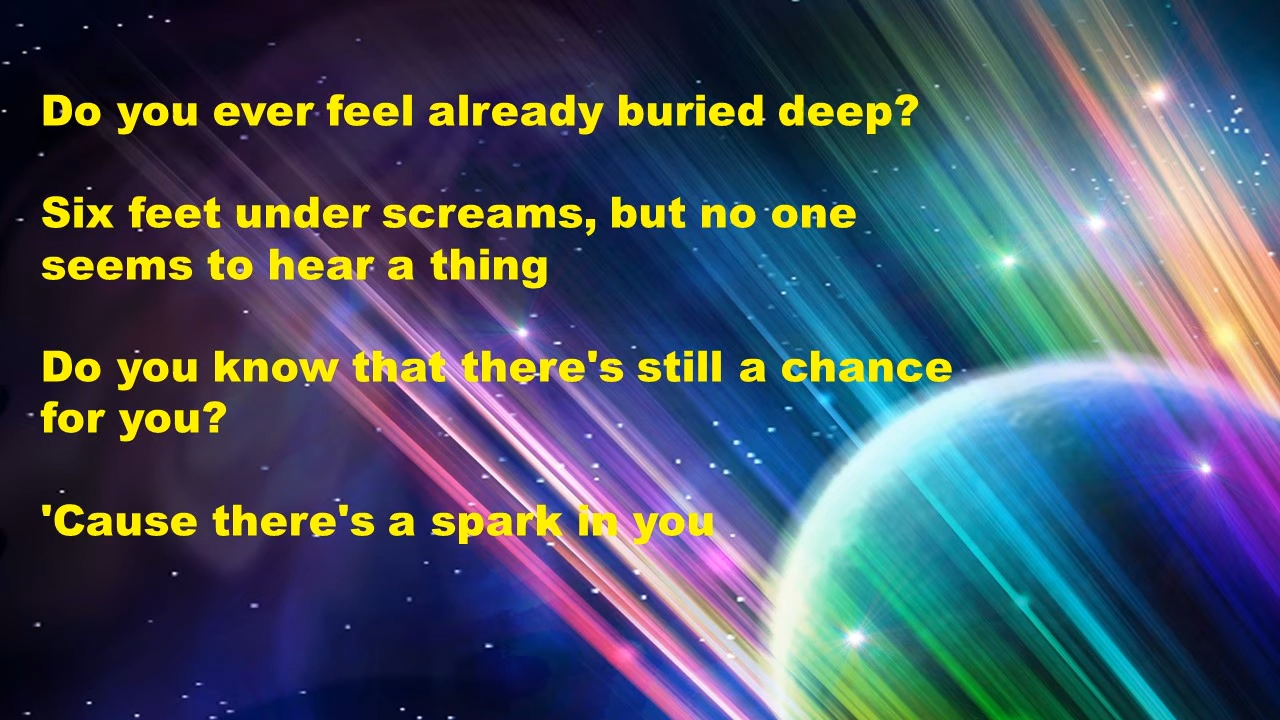 Do you ever feel already buried deep?
Six feet under screams, but no one
seems to hear a thing
Do you know that there's still a chance
for you?
'Cause there's a spark in you